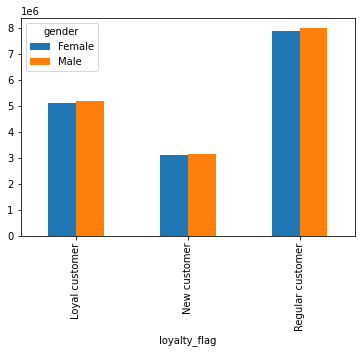 1e6
gender
Female
Male
8
7
6
5
4
3
2
1
0
Loyal customer
New customer
Regular customer
loyalty_flag